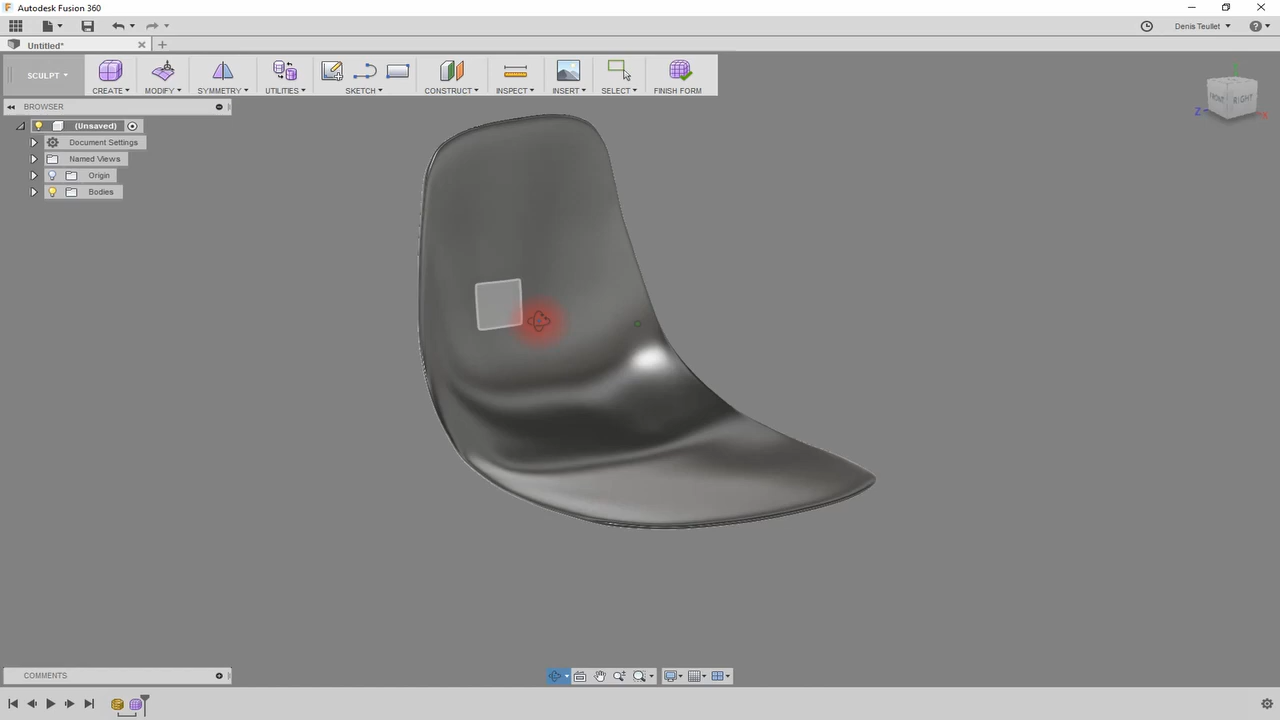 Autodesk Fusion 360
Denis Teullet
Untitled*
SCULPT
CREATE
MODIFY
SYMMETRY
UTILITIES
SKETCH
CONSTRUCT
INSPECT
INSERT
SELECT
FINISH FORM
FRONT
RIGHT
Z
X
BROWSER
(Unsaved)
Document Settings
Named Views
Origin
Bodies
COMMENTS